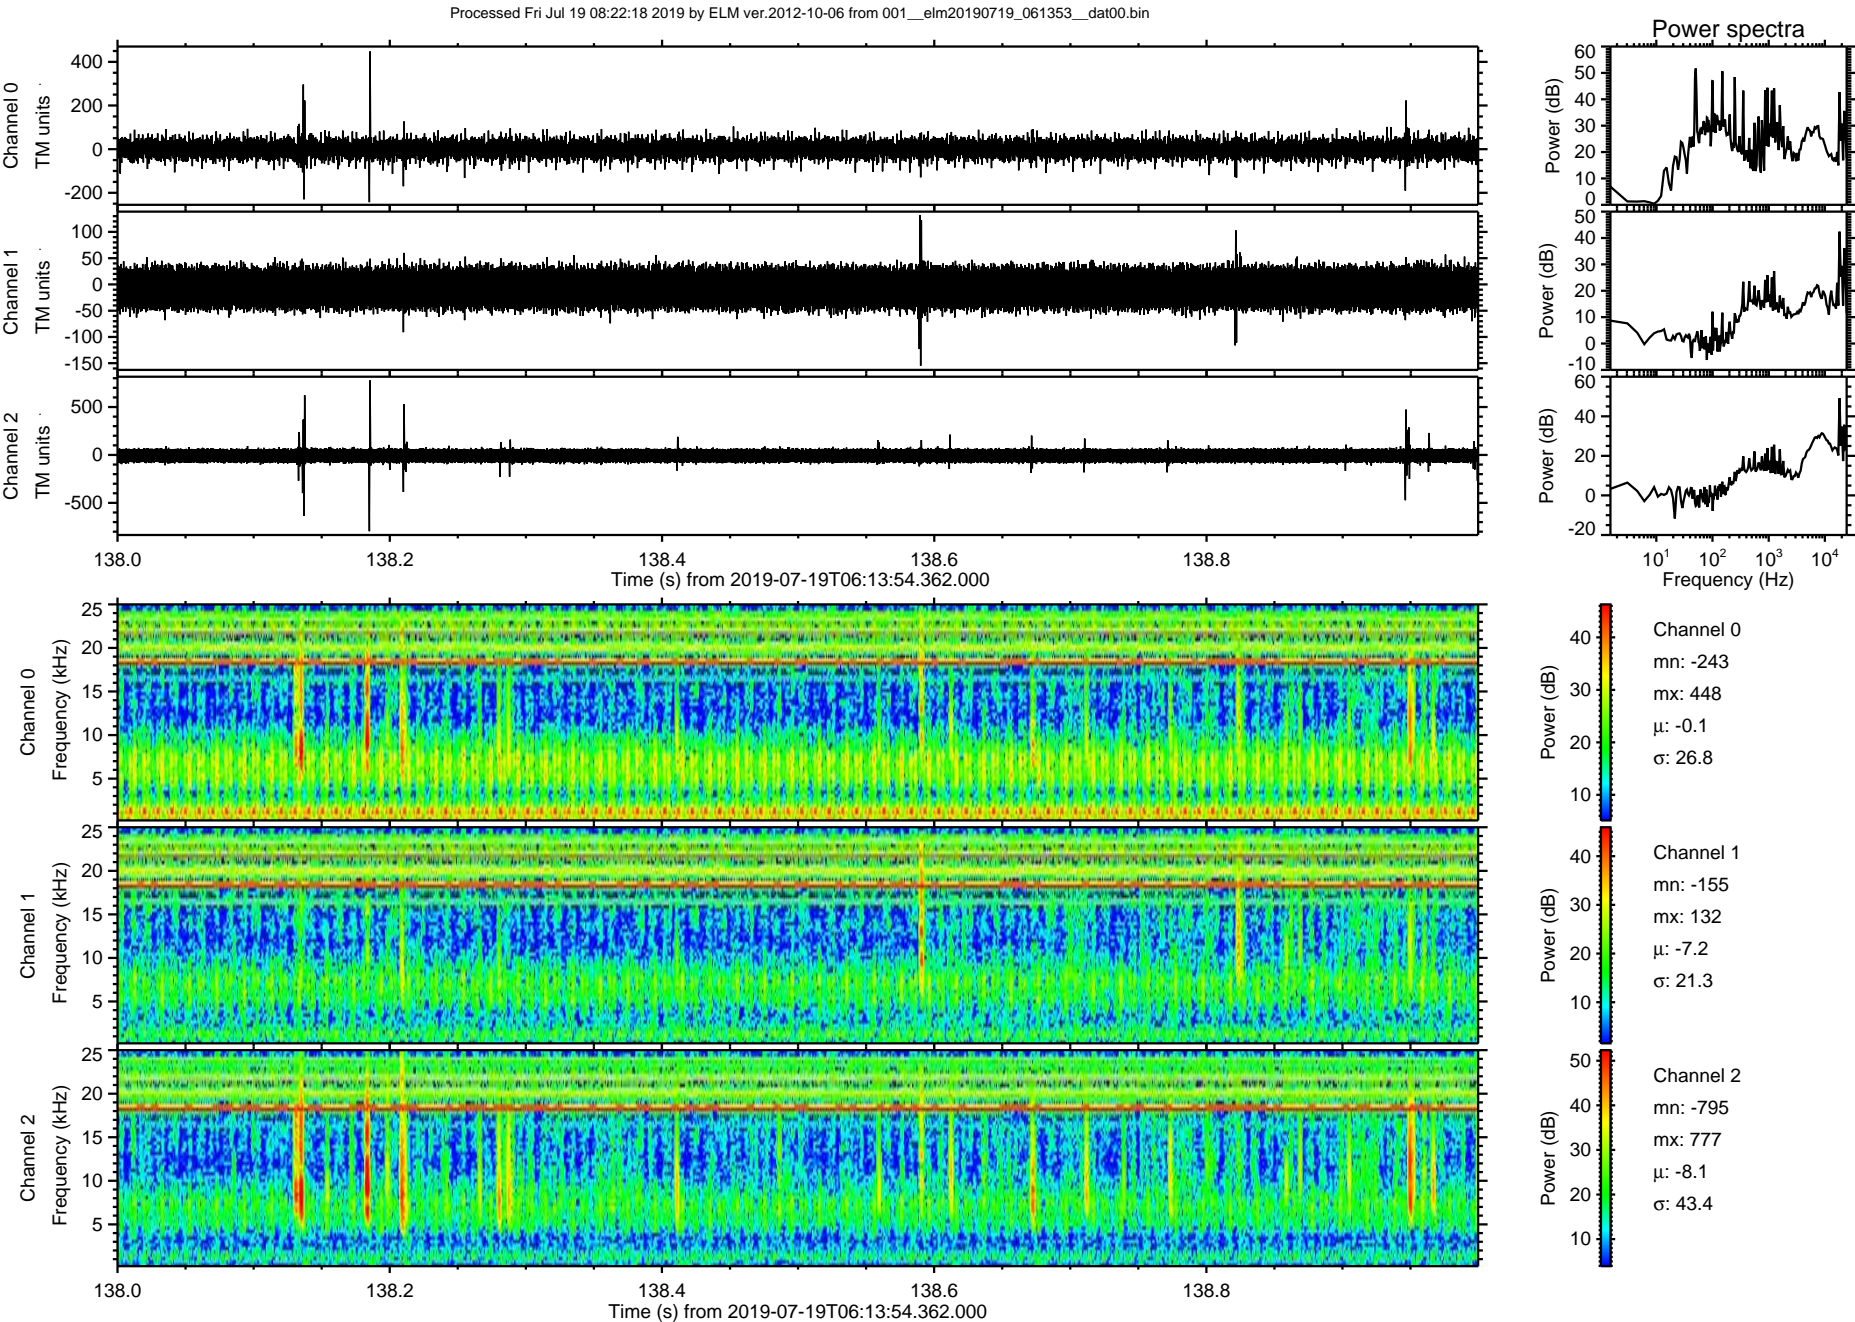 Processed Fri Jul 19 08:22:18 2019 by ELM ver.2012-10-06 from 001__elm20190719_061353__dat00.bin
Power spectra
Channel 0
TM units
400
200
0
-200
Power (dB)
60
50
40
30
20
10
0
Channel 1
TM units
100
50
0
-50
-100
-150
Power (dB)
50
40
30
20
10
0
-10
Channel 2
TM units
500
0
-500
Power (dB)
60
40
20
0
-20
138.0 138.2 138.4 138.6 138.8
Time (s) from 2019-07-19T06:13:54.362.000
10¹ 10² 10³ 10⁴
Frequency (Hz)
Channel 0
Frequency (kHz)
25
20
15
10
5
Power (dB)
40
30
20
10
Channel 0
mn: -243
mx: 448
μ: -0.1
σ: 26.8
Channel 1
Frequency (kHz)
25
20
15
10
5
Power (dB)
40
30
20
10
Channel 1
mn: -155
mx: 132
μ: -7.2
σ: 21.3
Channel 2
Frequency (kHz)
25
20
15
10
5
Power (dB)
50
40
30
20
10
Channel 2
mn: -795
mx: 777
μ: -8.1
σ: 43.4
138.0 138.2 138.4 138.6 138.8
Time (s) from 2019-07-19T06:13:54.362.000